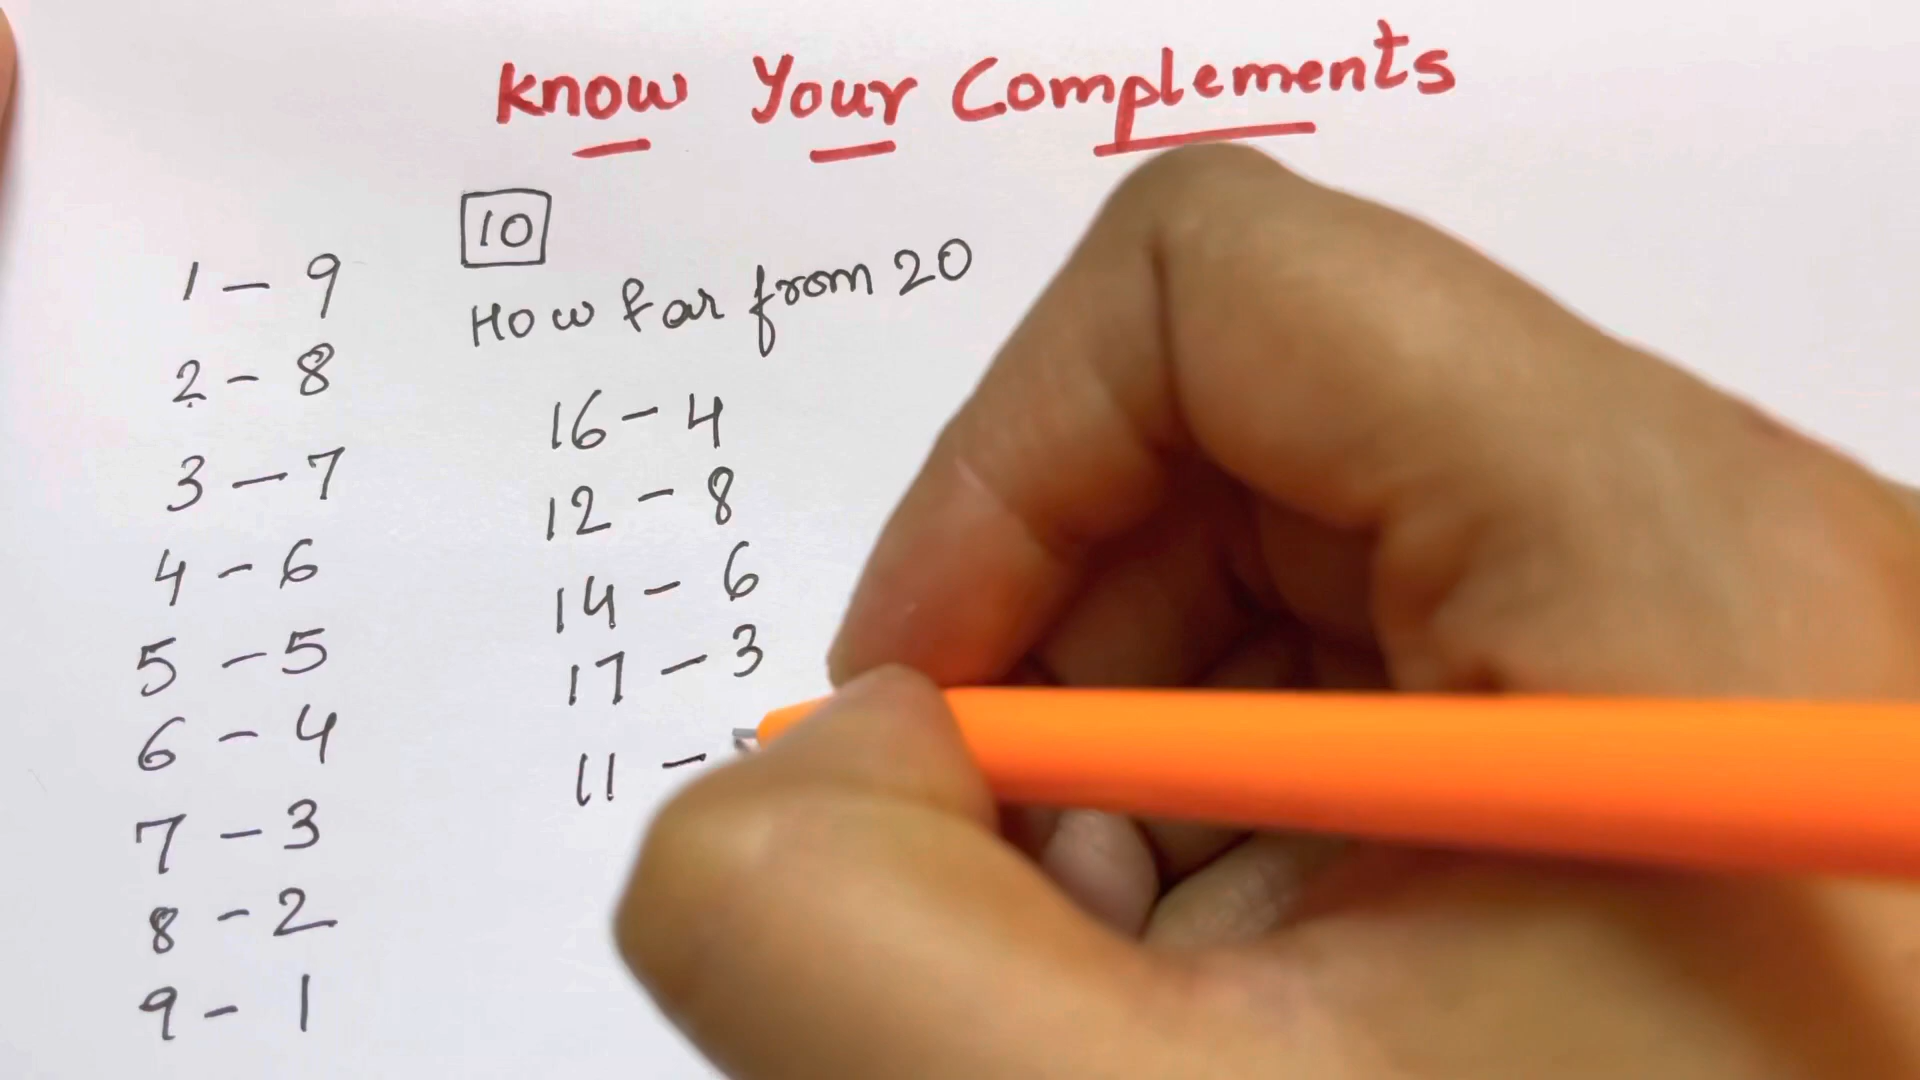 Know Your Complements
10
1 - 9
2 - 8
3 - 7
4 - 6
5 - 5
6 - 4
7 - 3
8 - 2
9 - 1
How far from 20
16 - 4
12 - 8
14 - 6
17 - 3
11 -